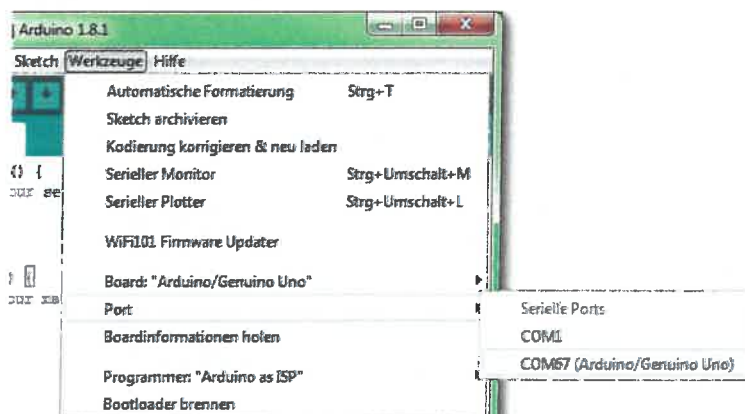 Arduino 1.8.1
Sketch Werkzeuge Hilfe
Automatische Formatierung Strg+T
Sketch archivieren
Kodierung korrigieren & neu laden
() {
Serieller Monitor Strg+Umschalt+M
our se
Serieller Plotter Strg+Umschalt+L
WiFi101 Firmware Updater
) {
Board: "Arduino/Genuino Uno"
Port
Serielle Ports
Boardinformationen holen
COM1
COM67 (Arduino/Genuino Uno)
Programmer: "Arduino as ISP"
Bootloader brennen